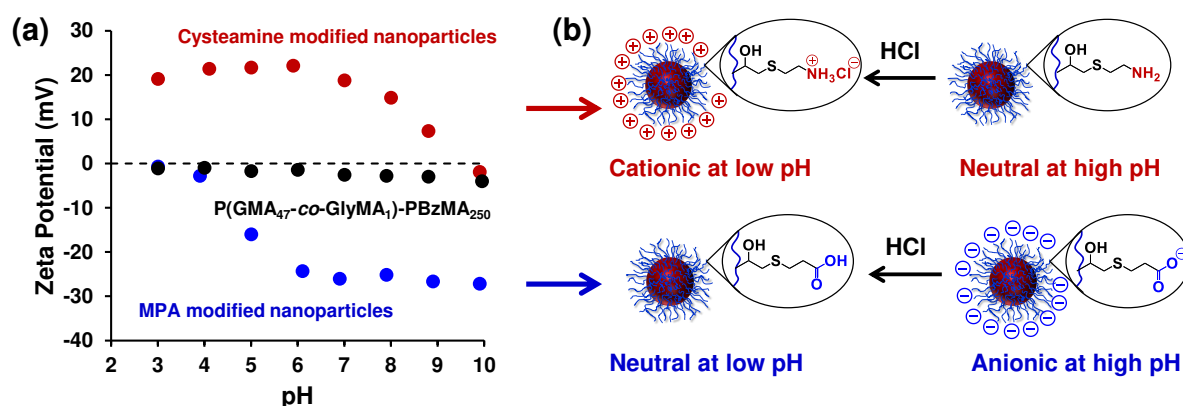 (a)
Zeta Potential (mV)
30
20
10
0
-10
-20
-30
-40
Cysteamine modified nanoparticles
P(GMA47-co-GlyMA1)-PBzMA250
MPA modified nanoparticles
2 3 4 5 6 7 8 9 10
pH
(b)
OH
S
⊕
NH3Cl⊖
HCl
OH
S
NH2
Cationic at low pH
Neutral at high pH
OH
S
OH
O
HCl
OH
S
O⊖
O
Neutral at low pH
Anionic at high pH